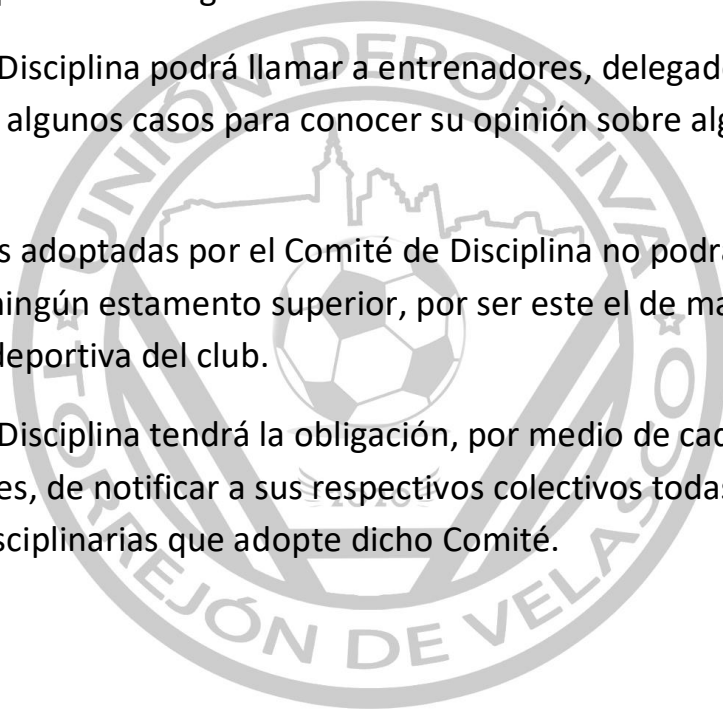 Disciplina podrá llamar a entrenadores, delegado
algunos casos para conocer su opinión sobre alg
s adoptadas por el Comité de Disciplina no podrá
ningún estamento superior, por ser este el de ma
deportiva del club.
Disciplina tendrá la obligación, por medio de cad
es, de notificar a sus respectivos colectivos todas
sciplinarias que adopte dicho Comité.
UNIÓN DEPORTIVA
TORREJÓN DE VELASCO